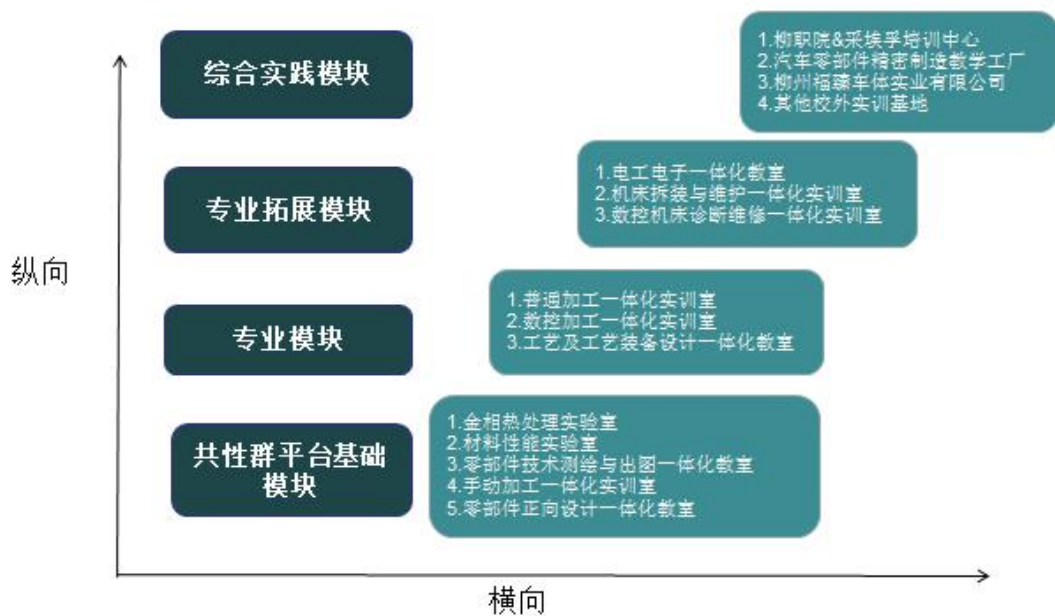 综合实践模块
1.柳职院&采埃孚培训中心
2.汽车零部件精密制造教学工厂
3.柳州福臻车体实业有限公司
4.其他校外实训基地
专业拓展模块
1.电工电子一体化教室
2.机床拆装与维护一体化实训室
3.数控机床诊断维修一体化实训室
纵向
专业模块
1.普通加工一体化实训室
2.数控加工一体化实训室
3.工艺及工艺装备设计一体化教室
共性群平台基础
模块
1.金相热处理实验室
2.材料性能实验室
3.零部件技术测绘与出图一体化教室
4.手动加工一体化实训室
5.零部件正向设计一体化教室
横向